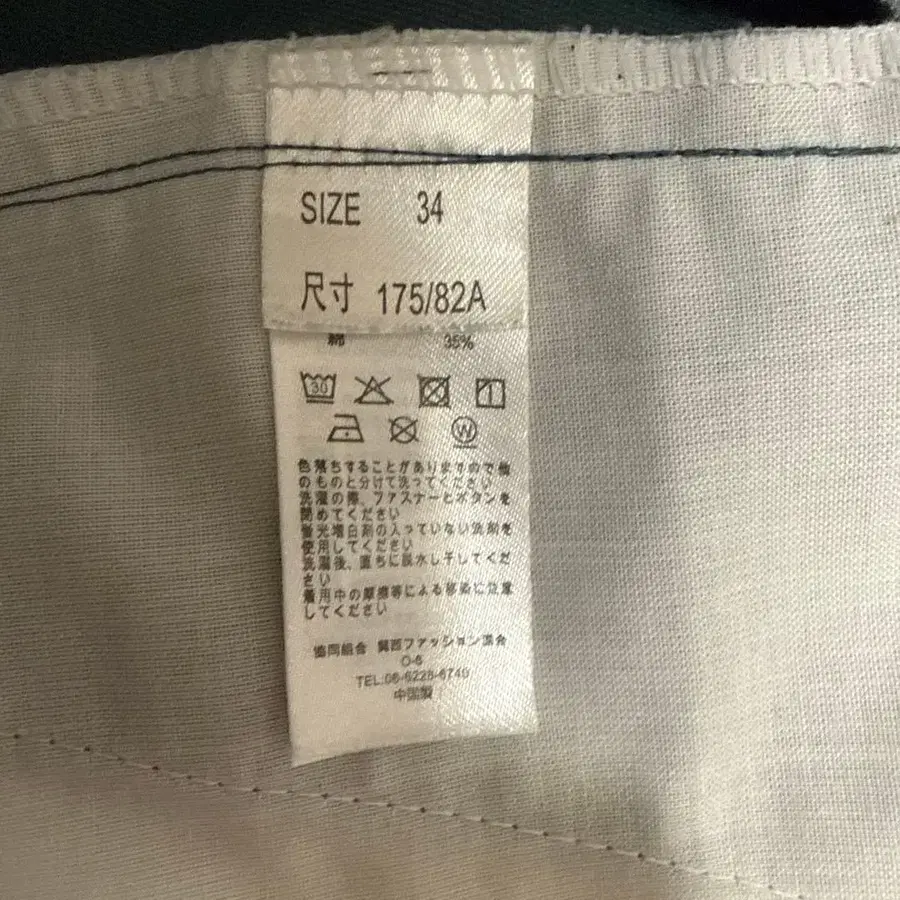 SIZE 34
尺寸 175/82A
綿 35%
30
W
色落ちすることがありますので他
のものと分けて洗ってください
洗濯の際、ファスナーとボタンを
閉めてください
蛍光増白剤の入っていない洗剤を
使用してください
洗濯後、直ちに脱水し干してくだ
さい
着用中の摩擦等による移染に注意
してください
協同組合 関西ファッション連合
O-6
TEL:06-6228-6740
中国製